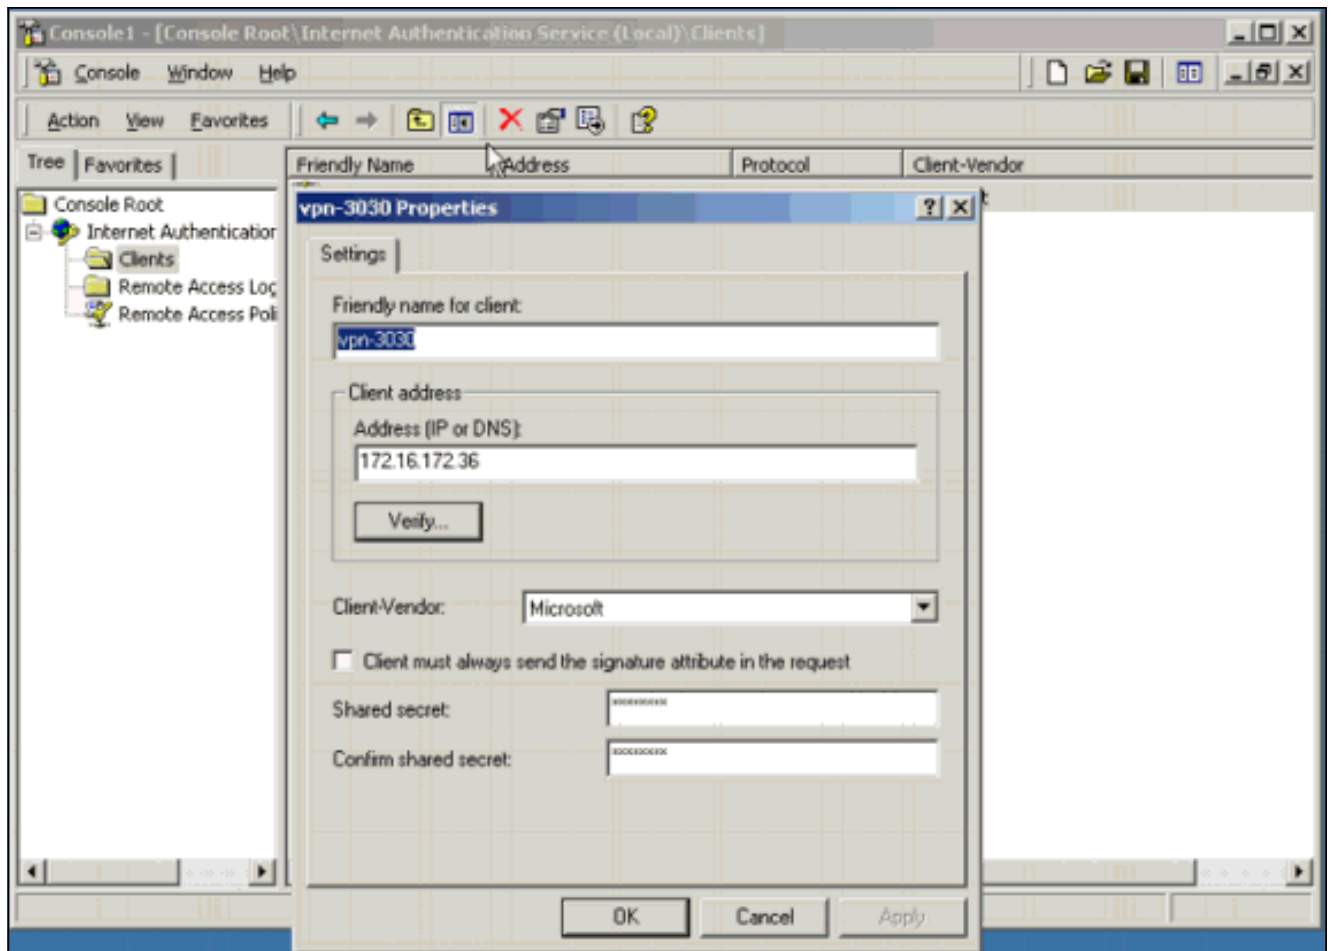 Console1 - [Console Root\Internet Authentication Service (Local)\Clients]
Console Window Help
Action View Favorites
Tree Favorites
Friendly Name Address Protocol Client-Vendor
Console Root
Internet Authentication
Clients
Remote Access Log
Remote Access Poli
vpn-3030 Properties
Settings
Friendly name for client:
vpn-3030
Client address
Address (IP or DNS):
172.16.172.36
Verify...
Client-Vendor: Microsoft
Client must always send the signature attribute in the request
Shared secret: ********
Confirm shared secret: ********
OK Cancel Apply